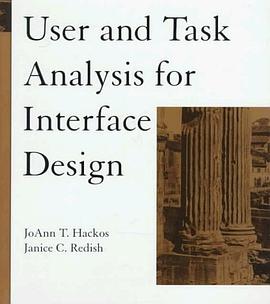 User and Task
Analysis for
Interface
Design
JoAnn T. Hackos
Janice C. Redish